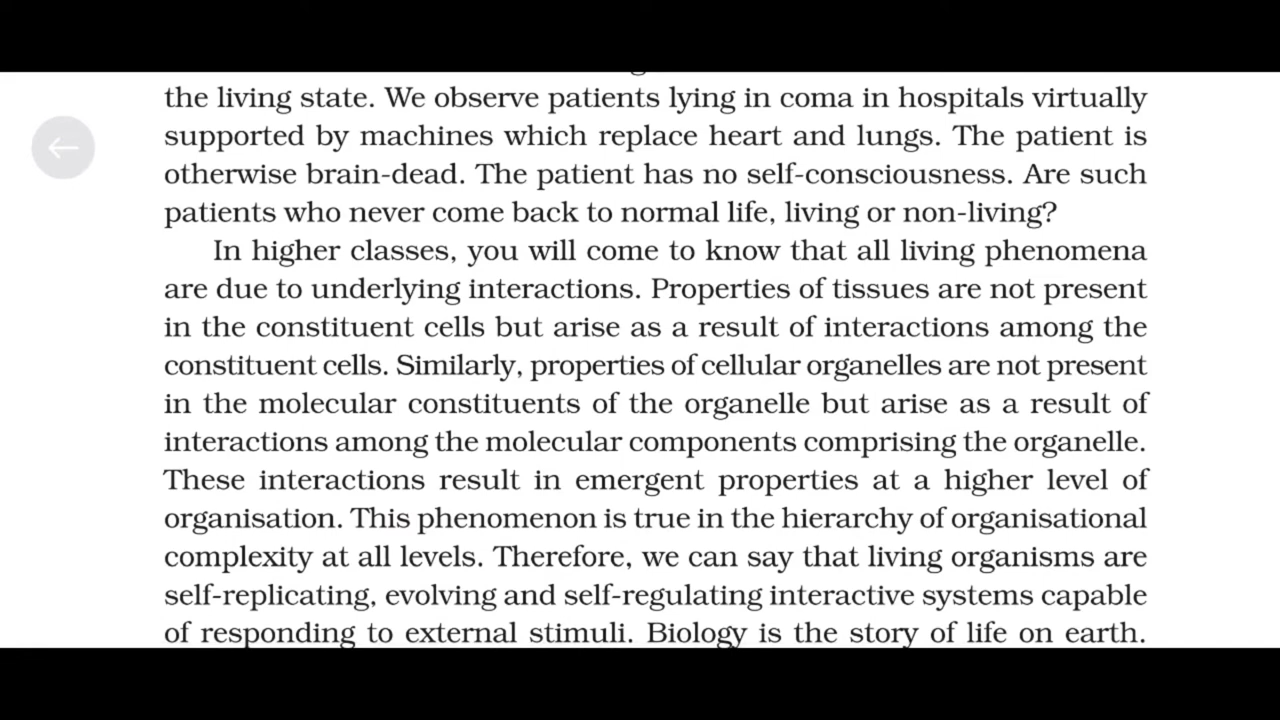 the living state. We observe patients lying in coma in hospitals virtually
supported by machines which replace heart and lungs. The patient is
otherwise brain-dead. The patient has no self-consciousness. Are such
patients who never come back to normal life, living or non-living?
In higher classes, you will come to know that all living phenomena
are due to underlying interactions. Properties of tissues are not present
in the constituent cells but arise as a result of interactions among the
constituent cells. Similarly, properties of cellular organelles are not present
in the molecular constituents of the organelle but arise as a result of
interactions among the molecular components comprising the organelle.
These interactions result in emergent properties at a higher level of
organisation. This phenomenon is true in the hierarchy of organisational
complexity at all levels. Therefore, we can say that living organisms are
self-replicating, evolving and self-regulating interactive systems capable
of responding to external stimuli. Biology is the story of life on earth.